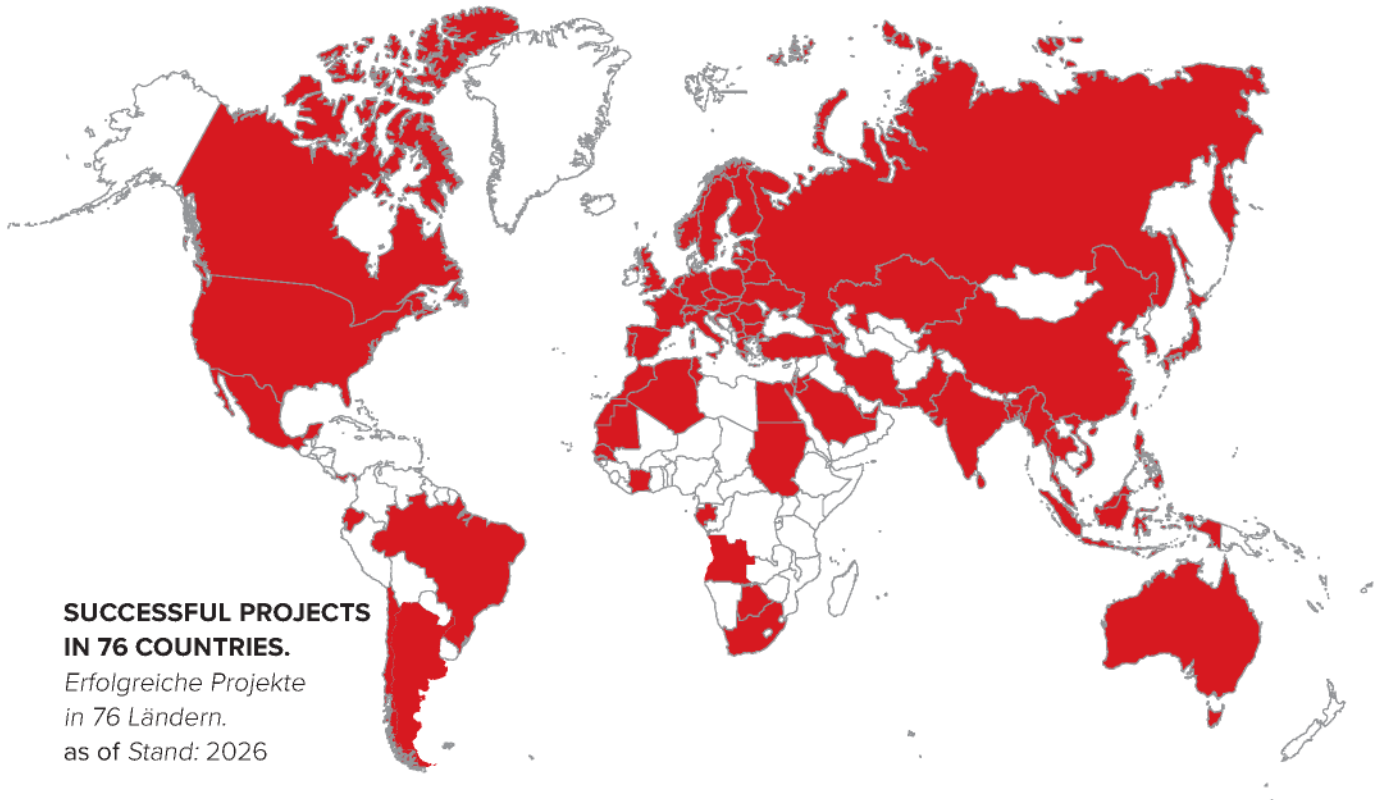 SUCCESSFUL PROJECTS
IN 76 COUNTRIES.
Erfolgreiche Projekte
in 76 Ländern.
as of Stand: 2026